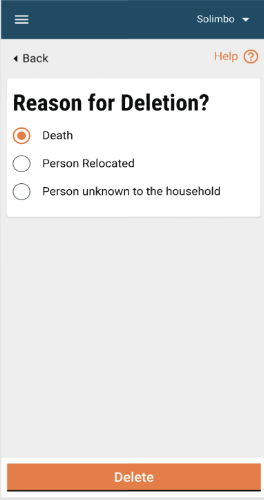 Solimbo
Back
Help
Reason for Deletion?
Death
Person Relocated
Person unknown to the household
Delete